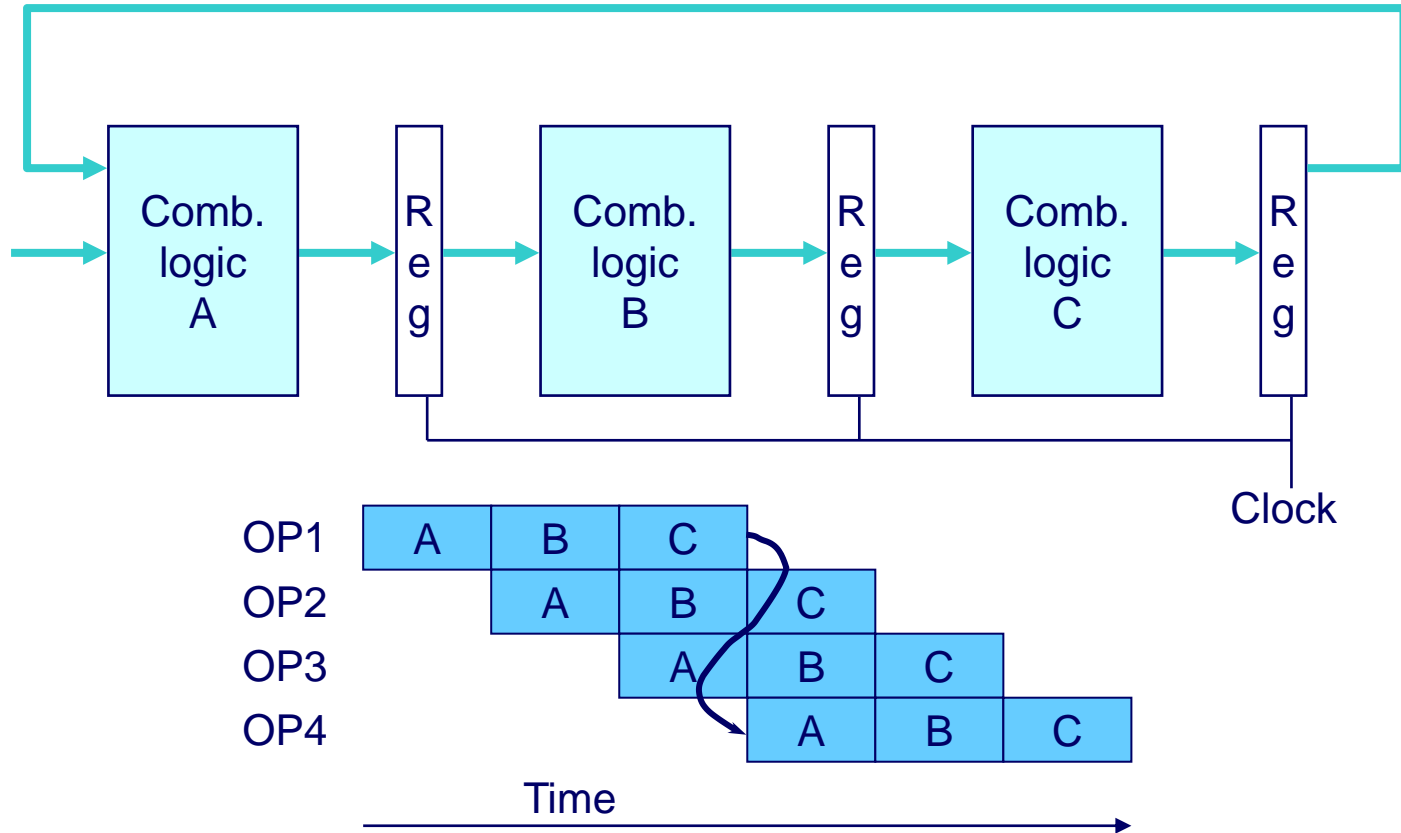 Comb.
logic
A
R
e
g
Comb.
logic
B
R
e
g
Comb.
logic
C
R
e
g
Clock
OP1 A B C
OP2 A B C
OP3 A B C
OP4 A B C
Time